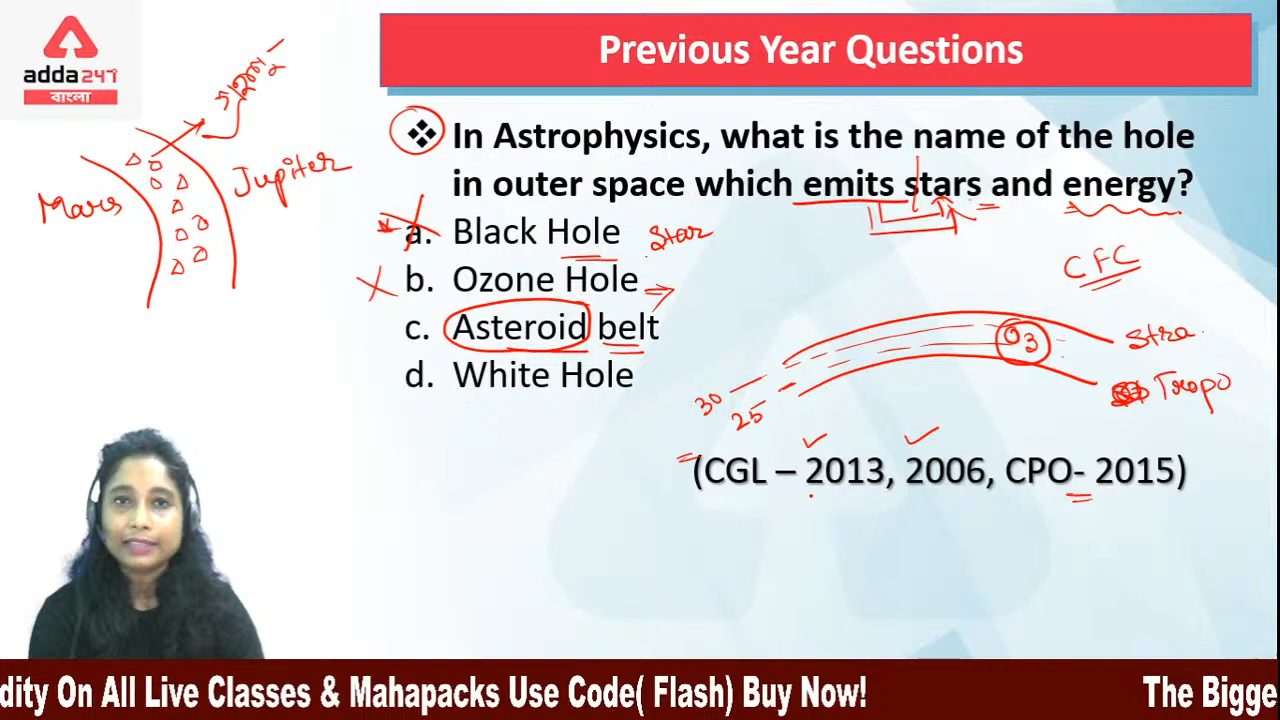 adda247
বাংলা
Previous Year Questions
❖ In Astrophysics, what is the name of the hole
in outer space which emits stars and energy?
a. Black Hole
Star
b. Ozone Hole
c. Asteroid belt
d. White Hole
Mars
Jupiter
CFC
O3
Stra
Tropo
30
25
(CGL – 2013, 2006, CPO- 2015)
dity On All Live Classes & Mahapacks Use Code( Flash) Buy Now!
The Bigge